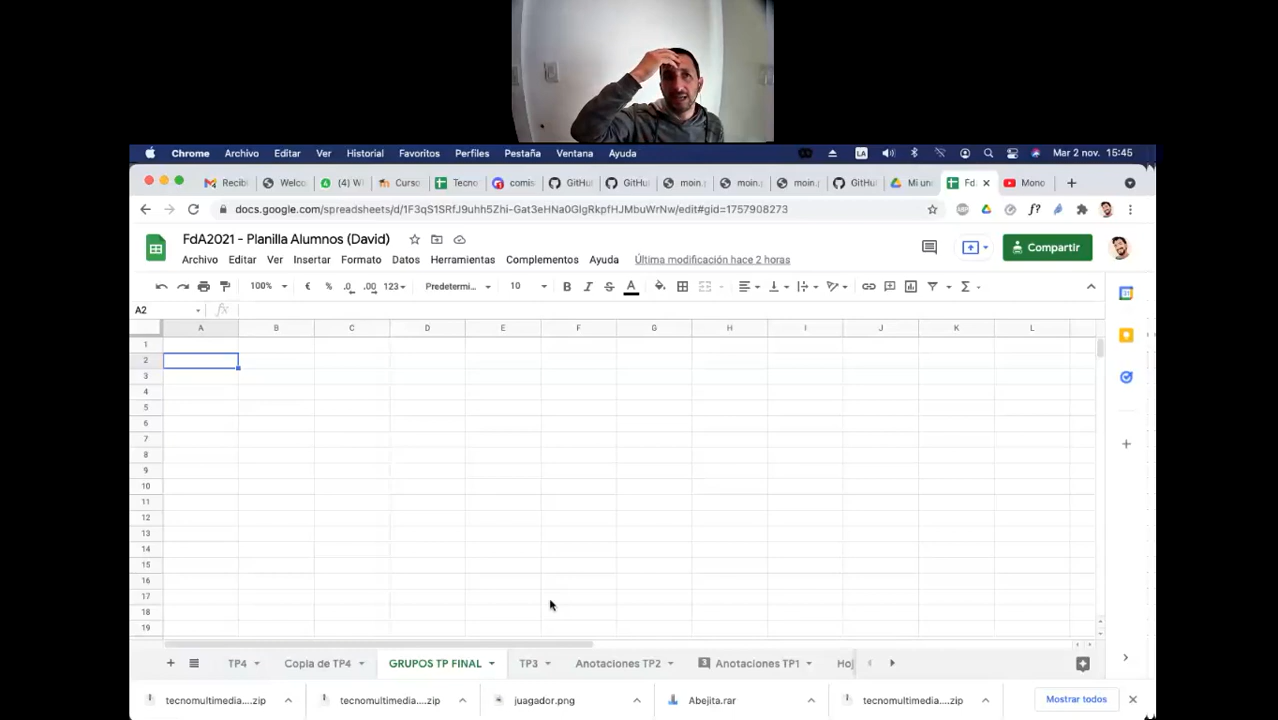 Chrome Archivo Editar Ver Historial Favoritos Perfiles Pestaña Ventana Ayuda LA Mar 2 nov. 15:45
Recib Welco (4) W Curso Tecno comis GitHu GitHu moin. moin. moin. GitHu Mi un Fd. Mono
docs.google.com/spreadsheets/d/1F3qS1SRfJ9uhh5Zhi-Gat3eHNa0GlgRkpfHJMbuWrNw/edit#gid=1757908273
FdA2021 - Planilla Alumnos (David)
Compartir
Archivo Editar Ver Insertar Formato Datos Herramientas Complementos Ayuda Última modificación hace 2 horas
100% € % .0 .00 123 Predetermi... 10 B I S A
A2 fx
A B C D E F G H I J K L
1
2
3
4
5
6
7
8
9
10
11
12
13
14
15
16
17
18
19
TP4 Copia de TP4 GRUPOS TP FINAL TP3 Anotaciones TP2 3 Anotaciones TP1 Hoj
tecnomultimedia....zip tecnomultimedia....zip juagador.png Abejita.rar tecnomultimedia....zip Mostrar todos